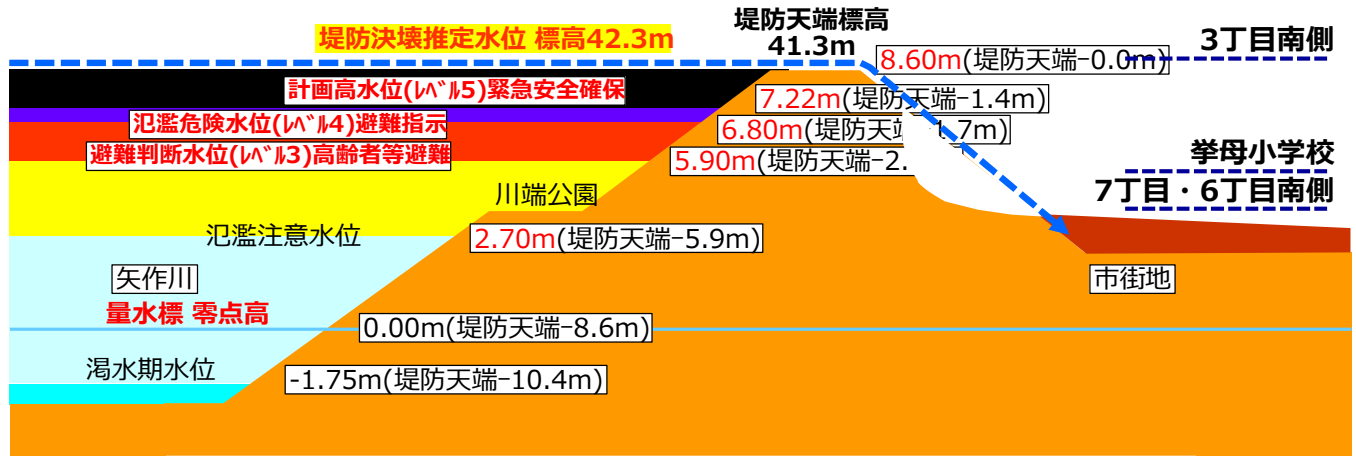 堤防決壊推定水位 標高42.3m
堤防天端標高
41.3m
3丁目南側
8.60m(堤防天端-0.0m)
計画高水位(ﾚﾍﾞﾙ5)緊急安全確保
7.22m(堤防天端-1.4m)
氾濫危険水位(ﾚﾍﾞﾙ4)避難指示
6.80m(堤防天端-1.7m)
避難判断水位(ﾚﾍﾞﾙ3)高齢者等避難
5.90m(堤防天端-2.
挙母小学校
7丁目・6丁目南側
川端公園
氾濫注意水位
2.70m(堤防天端-5.9m)
矢作川
市街地
量水標 零点高
0.00m(堤防天端-8.6m)
渇水期水位
-1.75m(堤防天端-10.4m)